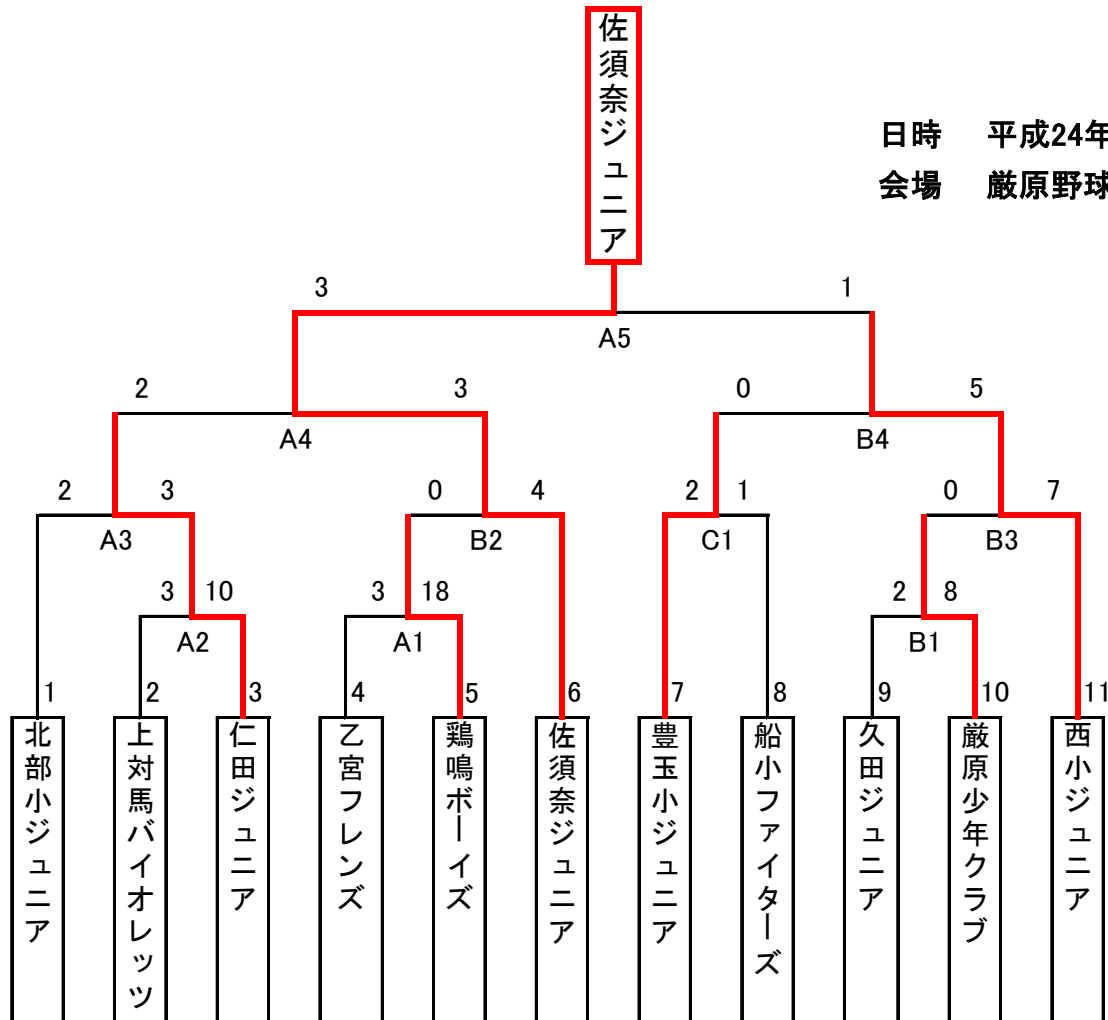 佐須奈ジュニア
日時 平成24年
会場 厳原野球
3 1
A5
2 3 0 5
A4 B4
2 3 0 4 2 1 0 7
A3 B2 C1 B3
3 10 3 18 2 8
A2 A1 B1
1 2 3 4 5 6 7 8 9 10 11
北部小ジュニア
上対馬バイオレッツ
仁田ジュニア
乙宮フレンズ
鶏鳴ボーイズ
佐須奈ジュニア
豊玉小ジュニア
船小ファイターズ
久田ジュニア
厳原少年クラブ
西小ジュニア